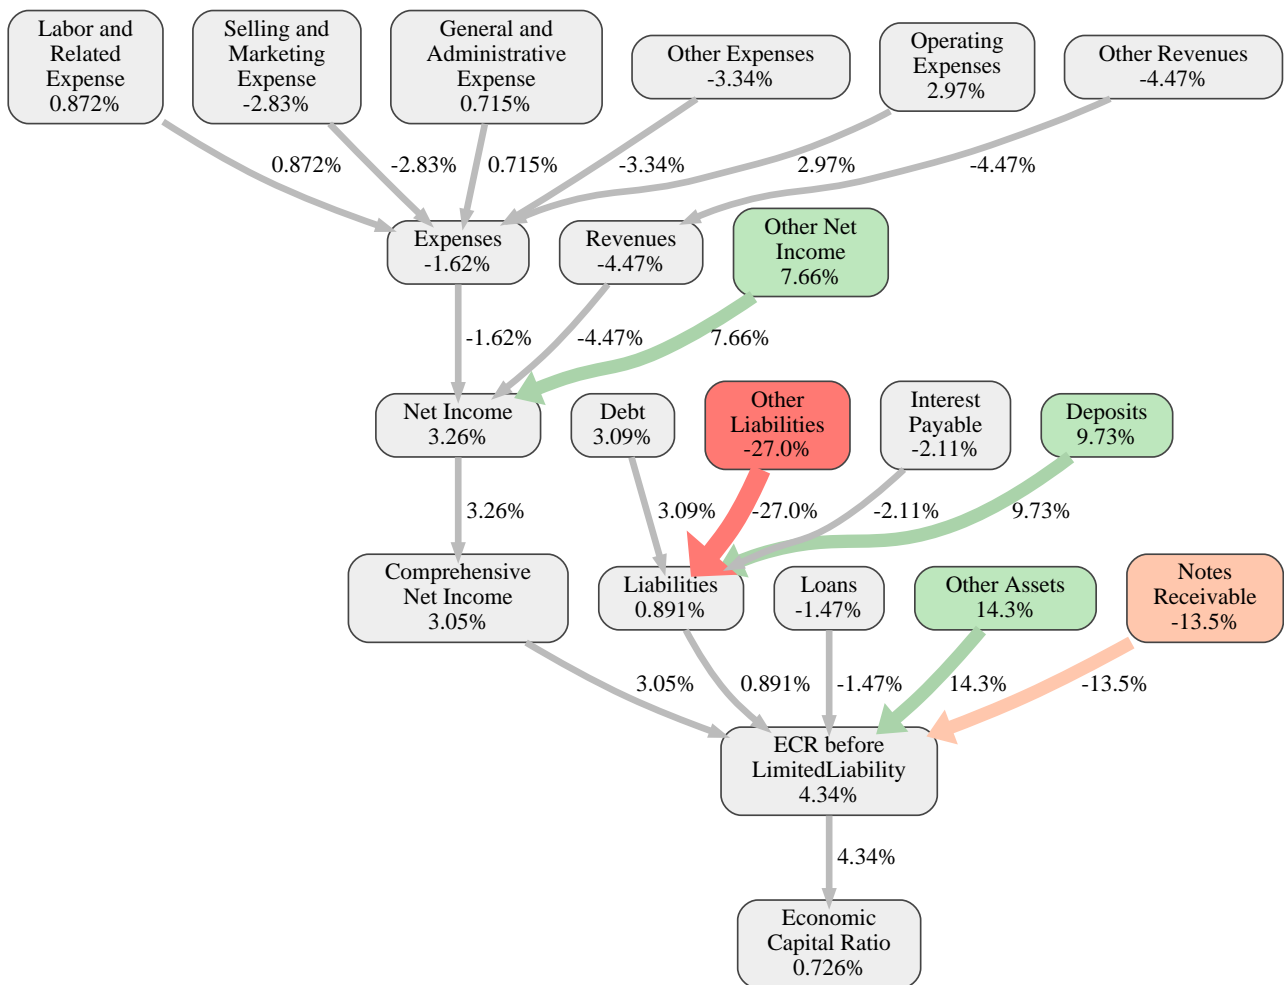 Labor and
Related
Expense
0.872%
Selling and
Marketing
Expense
-2.83%
General and
Administrative
Expense
0.715%
Other Expenses
-3.34%
Operating
Expenses
2.97%
Other Revenues
-4.47%
0.872%
-2.83%
0.715%
-3.34%
2.97%
-4.47%
Expenses
-1.62%
Revenues
-4.47%
Other Net
Income
7.66%
-1.62%
-4.47%
7.66%
Net Income
3.26%
Debt
3.09%
Other
Liabilities
-27.0%
Interest
Payable
-2.11%
Deposits
9.73%
3.26%
3.09%
-27.0%
-2.11%
9.73%
Comprehensive
Net Income
3.05%
Liabilities
0.891%
Loans
-1.47%
Other Assets
14.3%
Notes
Receivable
-13.5%
3.05%
0.891%
-1.47%
14.3%
-13.5%
ECR before
LimitedLiability
4.34%
4.34%
Economic
Capital Ratio
0.726%